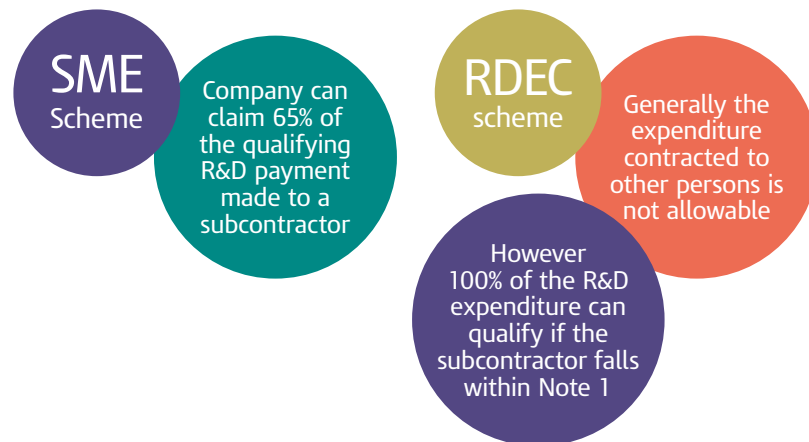 SME
Scheme
Company can
claim 65% of
the qualifying
R&D payment
made to a
subcontractor
RDEC
scheme
Generally the
expenditure
contracted to
other persons is
not allowable
However
100% of the R&D
expenditure can
qualify if the
subcontractor falls
within Note 1